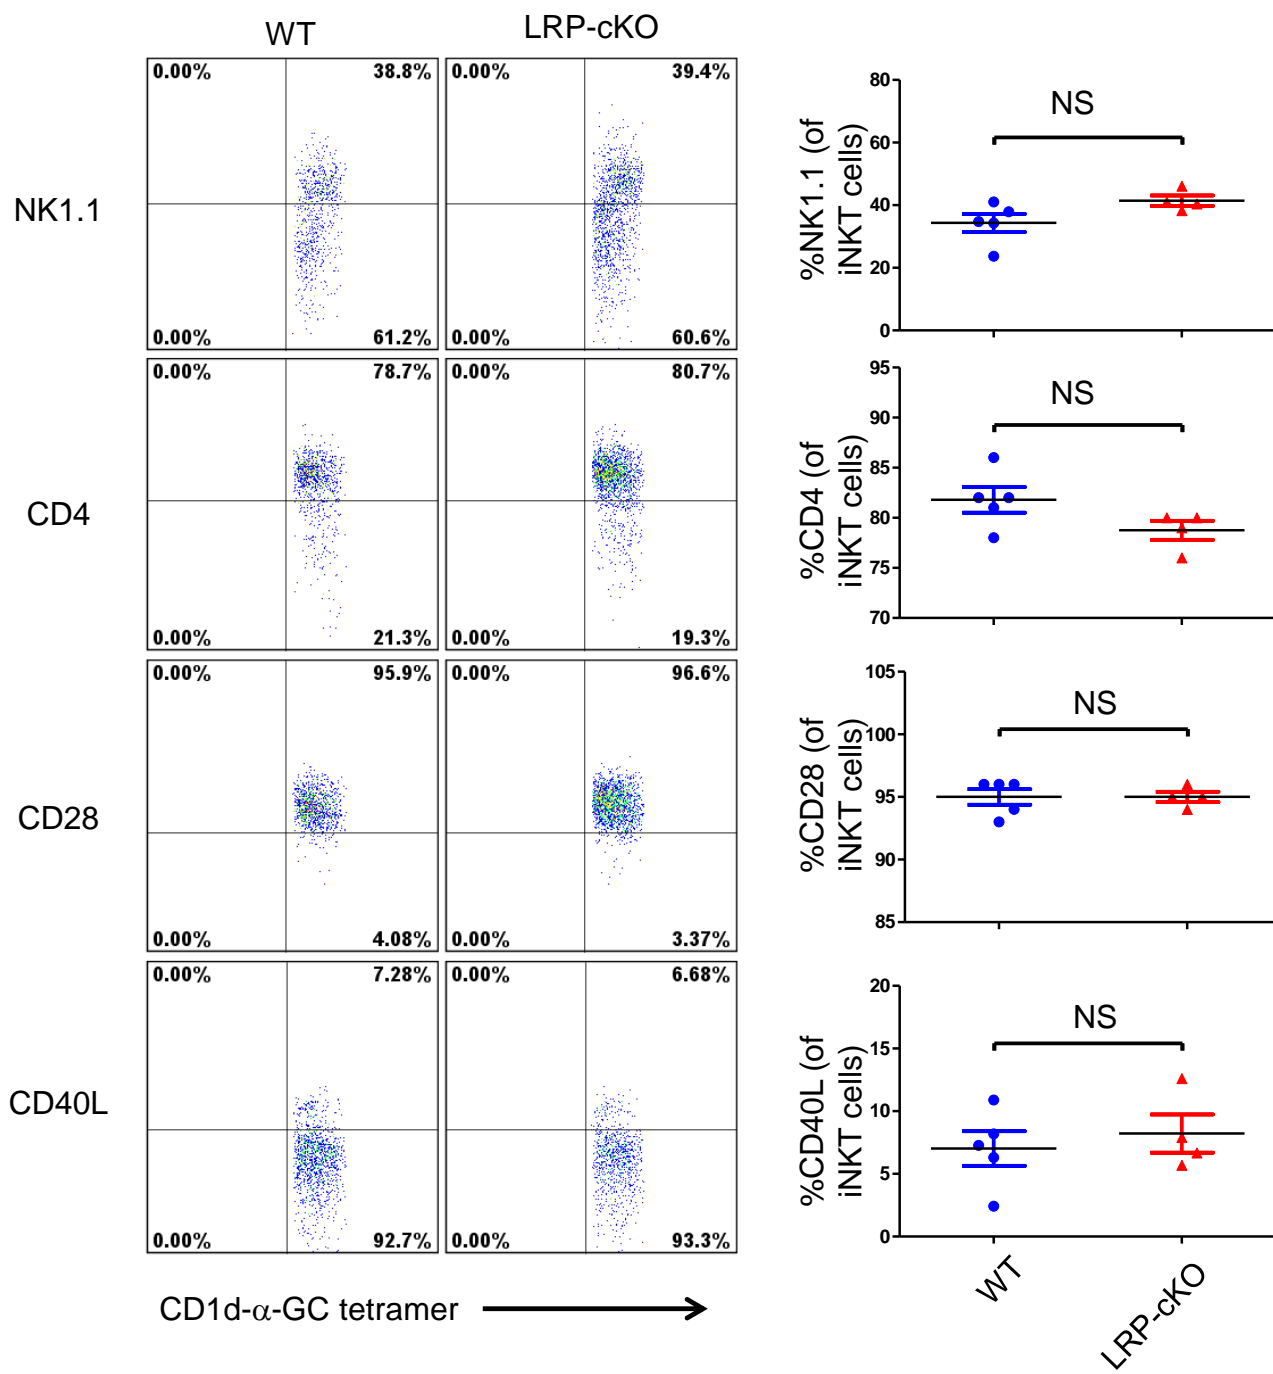 WT
LRP-cKO
NK1.1
0.00%
38.8%
0.00%
61.2%
0.00%
39.4%
0.00%
60.6%
%NK1.1 (of
iNKT cells)
80
60
40
20
0
NS
CD4
0.00%
78.7%
0.00%
21.3%
0.00%
80.7%
0.00%
19.3%
%CD4 (of
iNKT cells)
95
90
85
80
75
70
NS
CD28
0.00%
95.9%
0.00%
4.08%
0.00%
96.6%
0.00%
3.37%
%CD28 (of
iNKT cells)
105
100
95
90
85
NS
CD40L
0.00%
7.28%
0.00%
92.7%
0.00%
6.68%
0.00%
93.3%
%CD40L (of
iNKT cells)
20
15
10
5
0
NS
WT
LRP-cKO
CD1d-α-GC tetramer